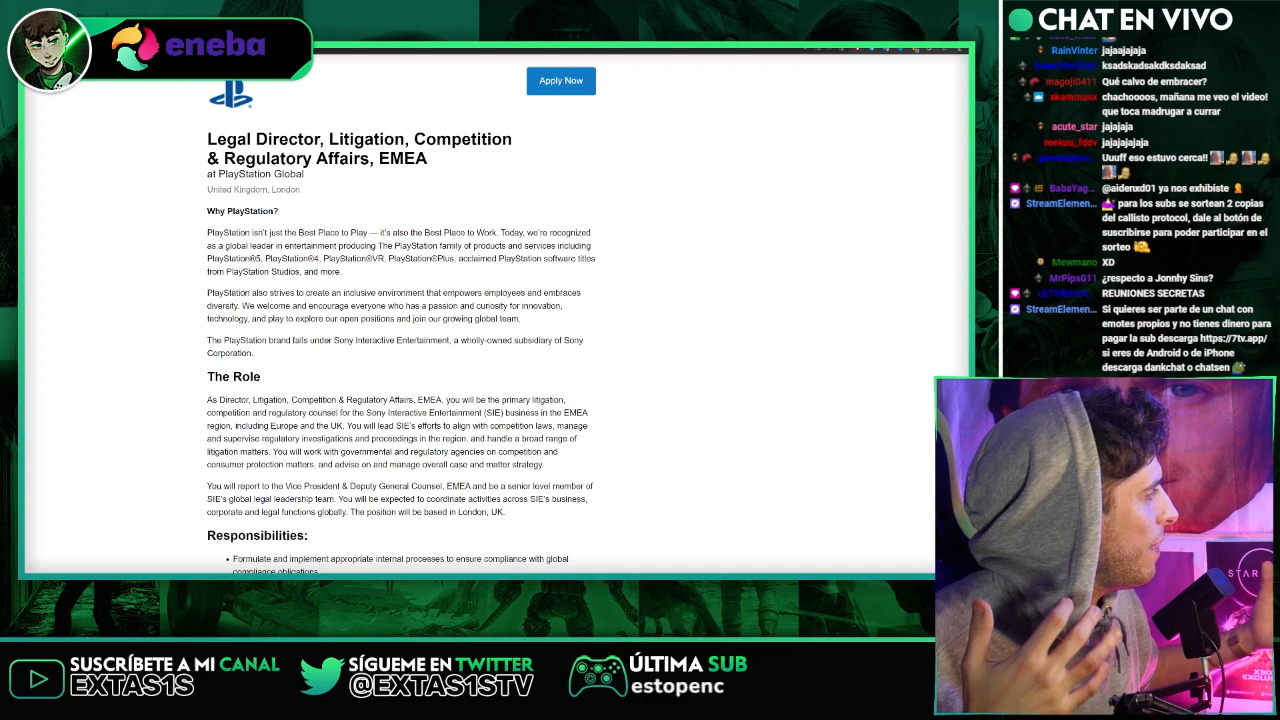 eneba
Apply Now
Legal Director, Litigation, Competition
& Regulatory Affairs, EMEA
at PlayStation Global
United Kingdom, London
Why PlayStation?
PlayStation isn't just the Best Place to Play — it's also the Best Place to Work. Today, we're recognized
as a global leader in entertainment producing The PlayStation family of products and services including
PlayStation®5, PlayStation®4, PlayStation®VR, PlayStation®Plus, acclaimed PlayStation software titles
from PlayStation Studios, and more.
PlayStation also strives to create an inclusive environment that empowers employees and embraces
diversity. We welcome and encourage everyone who has a passion and curiosity for innovation,
technology, and play to explore our open positions and join our growing global team.
The PlayStation brand falls under Sony Interactive Entertainment, a wholly-owned subsidiary of Sony
Corporation.
The Role
As Director, Litigation, Competition & Regulatory Affairs, EMEA, you will be the primary litigation,
competition and regulatory counsel for the Sony Interactive Entertainment (SIE) business in the EMEA
region, including Europe and the UK. You will lead SIE's efforts to align with competition laws, manage
and supervise regulatory investigations and proceedings in the region, and handle a broad range of
litigation matters. You will work with governmental and regulatory agencies on competition and
consumer protection matters, and advise on and manage overall case and matter strategy.
You will report to the Vice President & Deputy General Counsel, EMEA and be a senior level member of
SIE's global legal leadership team. You will be expected to coordinate activities across SIE's business,
corporate and legal functions globally. The position will be based in London, UK.
Responsibilities:
• Formulate and implement appropriate internal processes to ensure compliance with global
compliance obligations
CHAT EN VIVO
RainVinter jajaajajaja
ksadskadsakdksdaksad
magoji0411 Qué calvo de embracer?
xkammusx chachoooos, mañana me veo el video!
que toca madrugar a currar
acute_star jajajaja
reekuu_fddv jajajajajaja
Uuuff eso estuvo cerca!!
BabaYag... @aidenxd01 ya nos exhibiste
StreamElemen... para los subs se sortean 2 copias
del callisto protocol, dale al botón de
suscribirse para poder participar en el
sorteo
Mewmano XD
MrPips011 ¿respecto a Jonnhy Sins?
REUNIONES SECRETAS
StreamElemen... Si quieres ser parte de un chat con
emotes propios y no tienes dinero para
pagar la sub descarga https://7tv.app/
si eres de Android o de iPhone
descarga dankchat o chatsen
STAR
SUSCRÍBETE A MI CANAL
EXTAS1S
SÍGUEME EN TWITTER
@EXTAS1STV
ÚLTIMA SUB
estopenc